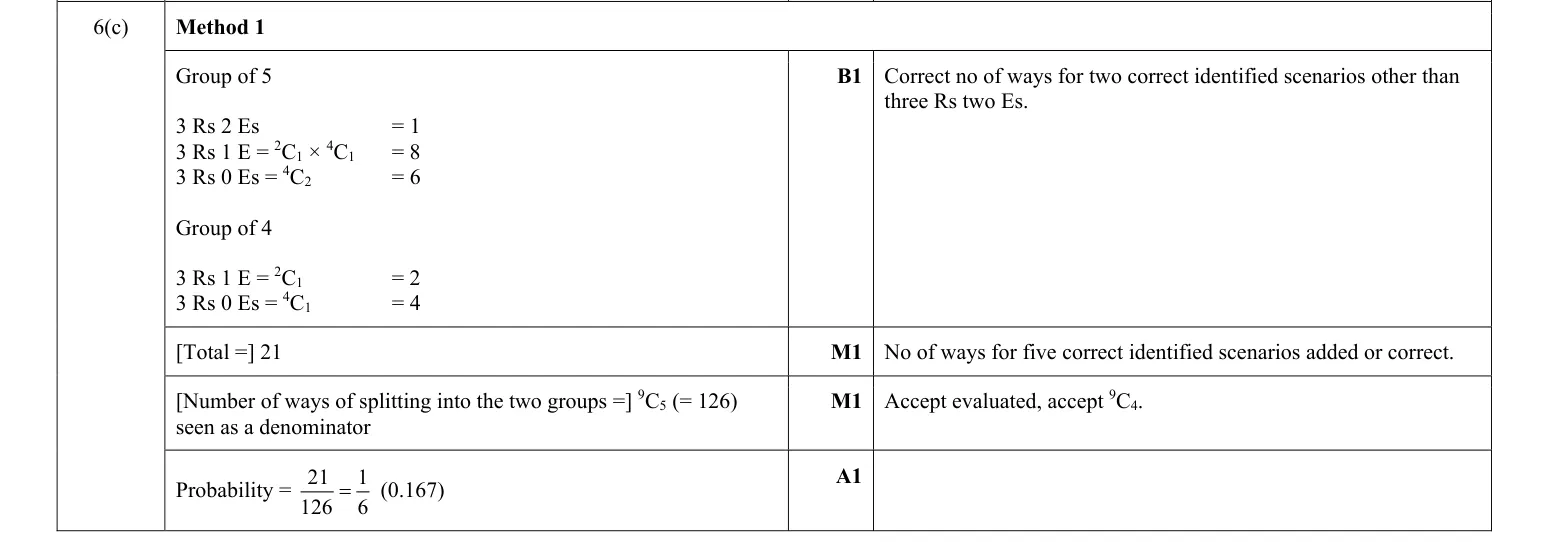 6(c) Method 1
Group of 5 B1 Correct no of ways for two correct identified scenarios other than
three Rs two Es.
3 Rs 2 Es = 1
3 Rs 1 E = ²C₁ × ⁴C₁ = 8
3 Rs 0 Es = ⁴C₂ = 6
Group of 4
3 Rs 1 E = ²C₁ = 2
3 Rs 0 Es = ⁴C₁ = 4
[Total =] 21 M1 No of ways for five correct identified scenarios added or correct.
[Number of ways of splitting into the two groups =] ⁹C₅ (= 126) M1 Accept evaluated, accept ⁹C₄.
seen as a denominator
Probability = 21/126 = 1/6 (0.167) A1